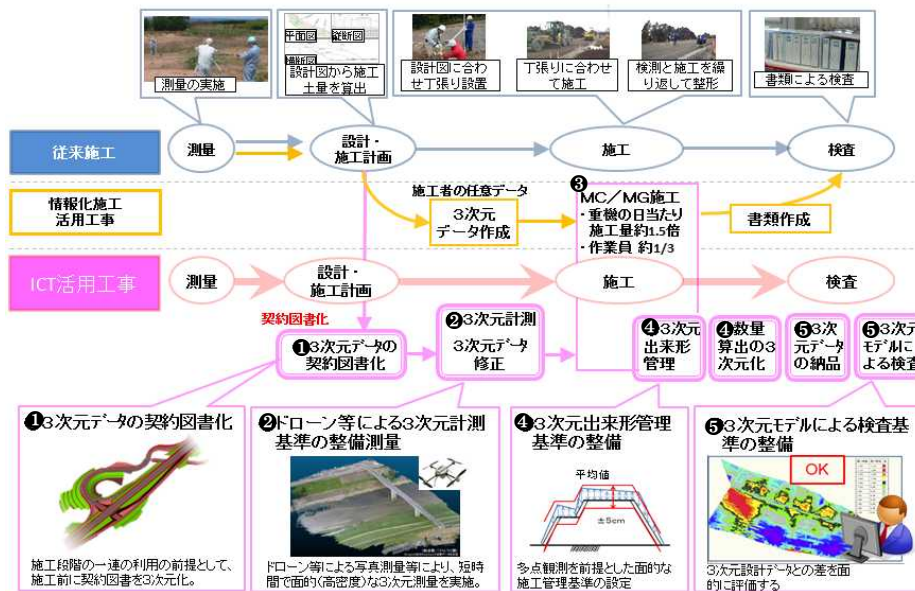 平面図
縦断図
横断図
測量の実施
設計図から施工
土量を算出
設計図に合わ
せ丁張り設置
丁張りに合わせ
て施工
検測と施工を繰
り返して整形
書類による検査
従来施工
測量
設計・
施工計画
施工
検査
情報化施工
活用工事
施工者の任意データ
3次元
データ作成
❸
MC/MG施工
・重機の日当たり
施工量約1.5倍
・作業員 約1/3
書類作成
ICT活用工事
測量
設計・
施工計画
施工
検査
契約図書化
❶3次元データの
契約図書化
❷3次元計測
3次元データ
修正
❹3次元
出来形
管理
❹数量
算出の3
次元化
❺3次
元データ
の納品
❺3次元
モデルに
よる検査
❶3次元データの契約図書化
施工段階の一連の利用の前提として、
施工前に契約図書を3次元化。
❷ドローン等による3次元計測
基準の整備測量
ドローン等による写真測量等により、短時
間で面的(高密度)な3次元測量を実施。
❹3次元出来形管理
基準の整備
平均値
±5cm
多点観測を前提とした面的な
施工管理基準の設定
❺3次元モデルによる検査基
準の整備
OK
3次元設計データとの差を面
的に評価する